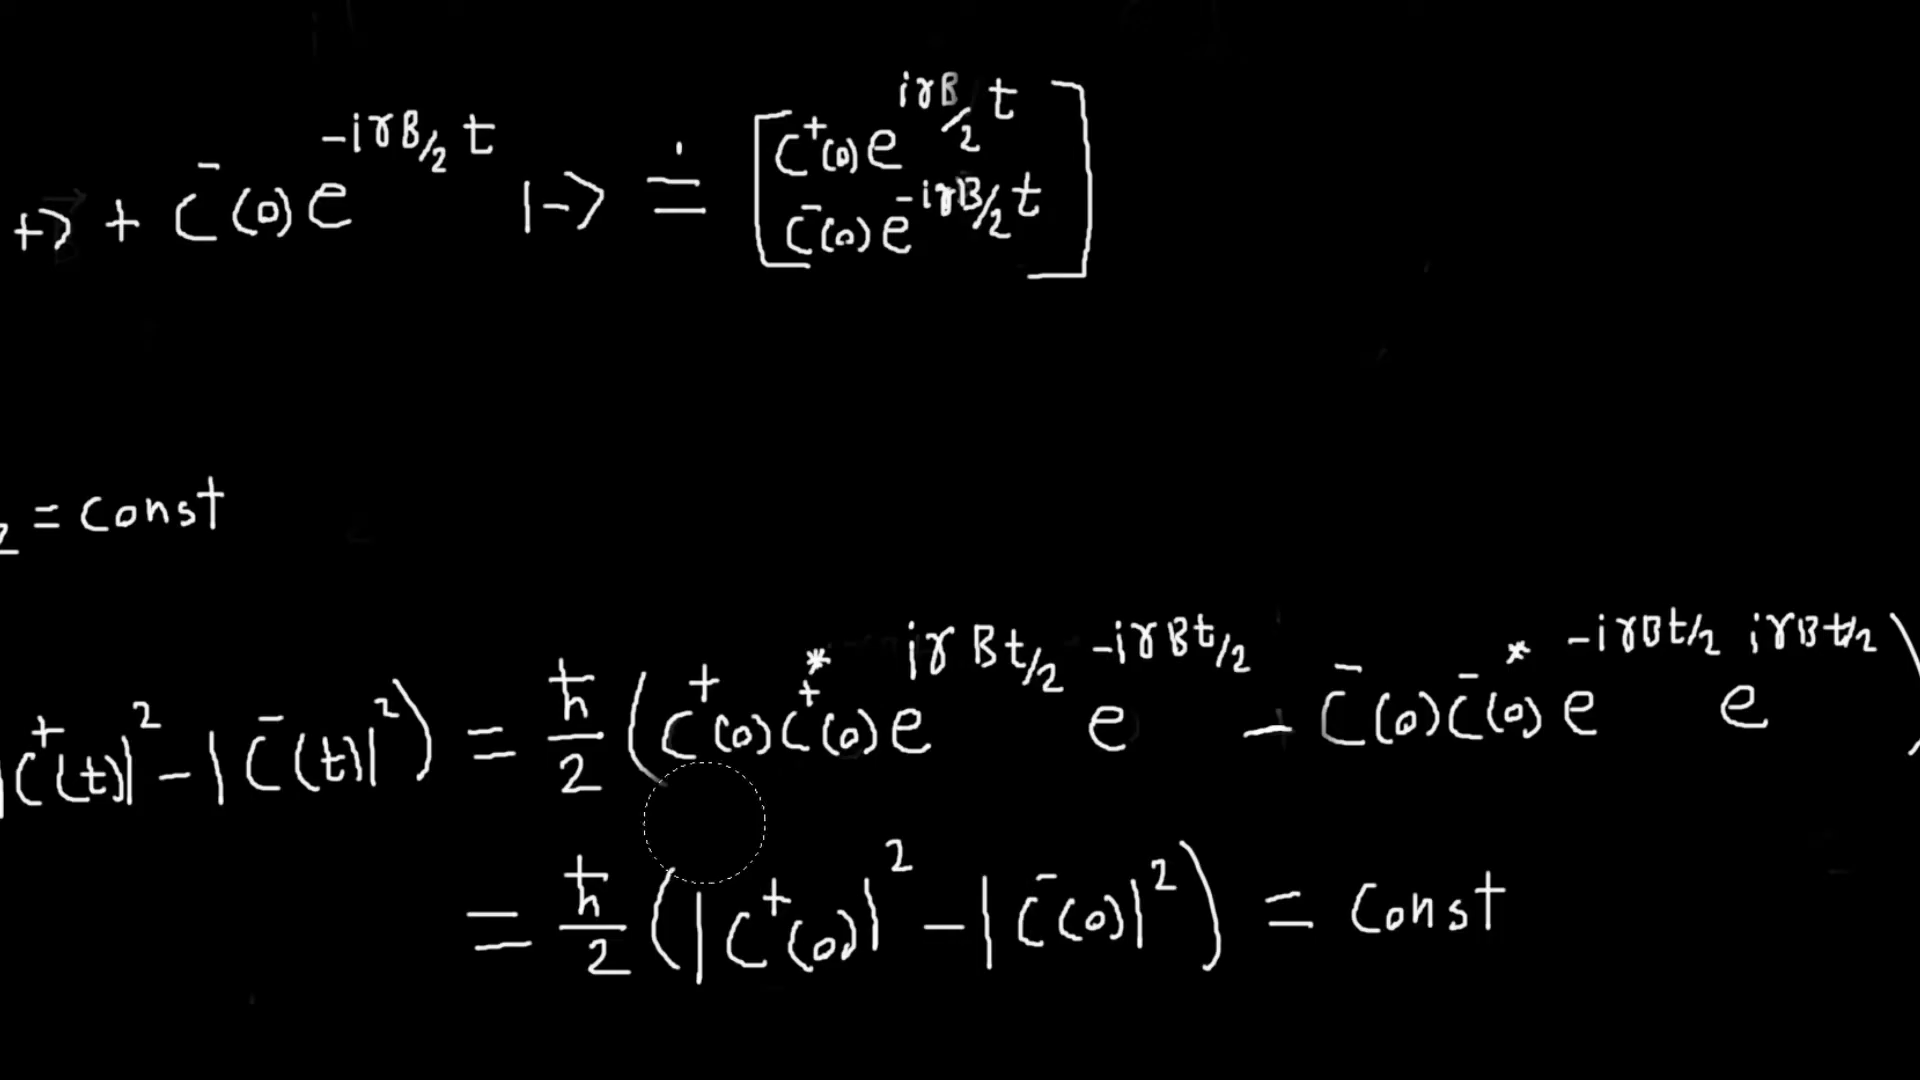 +> + C⁻(0) e^{-iγB/2 t} |-> ≐ [ C⁺(0) e^{iγB/2 t}
C⁻(0) e^{-iγB/2 t} ]
2 = const
|C⁺(t)|² - |C⁻(t)|²) = ħ/2 (C⁺(0) C⁺*(0) e^{iγBt/2} e^{-iγBt/2} - C⁻(0) C⁻*(0) e^{-iγBt/2} e^{iγBt/2})
= ħ/2 (|C⁺(0)|² - |C⁻(0)|²) = const